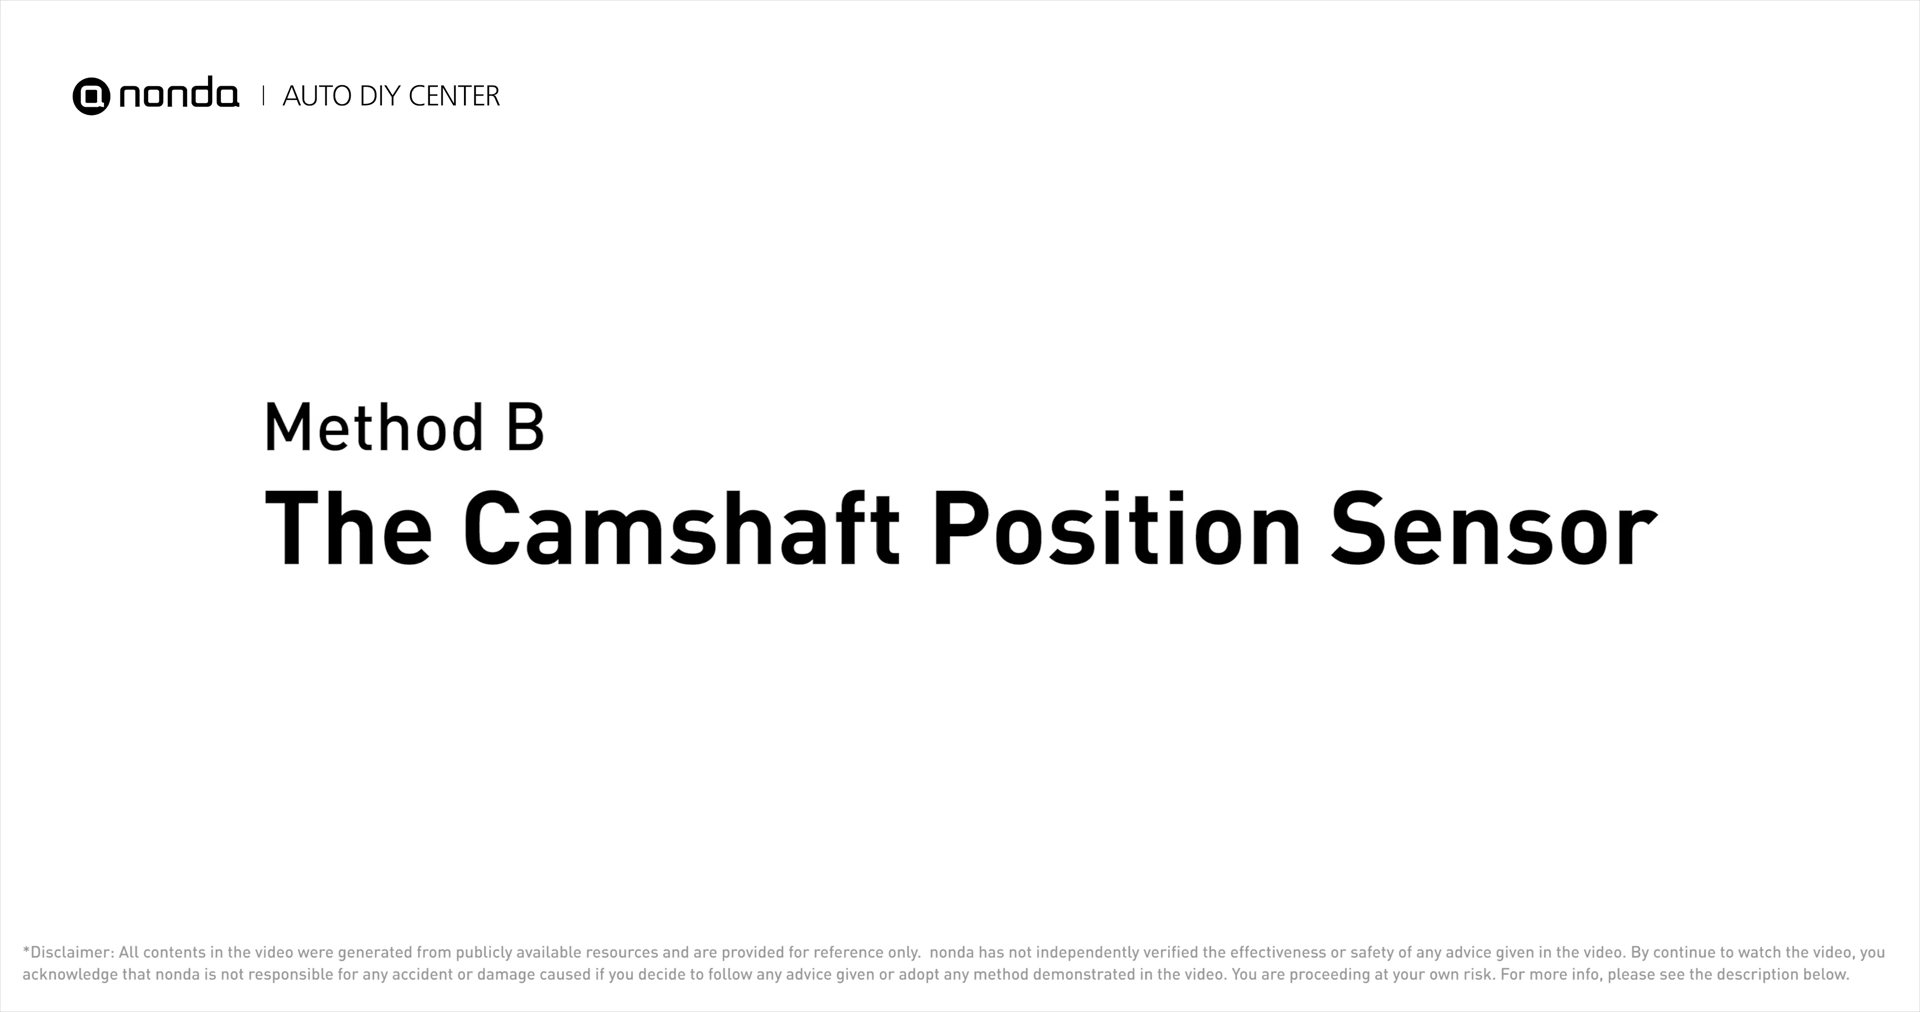 nonda | AUTO DIY CENTER
Method B
The Camshaft Position Sensor
*Disclaimer: All contents in the video were generated from publicly available resources and are provided for reference only.  nonda has not independently verified the effectiveness or safety of any advice given in the video. By continue to watch the video, you
acknowledge that nonda is not responsible for any accident or damage caused if you decide to follow any advice given or adopt any method demonstrated in the video. You are proceeding at your own risk. For more info, please see the description below.